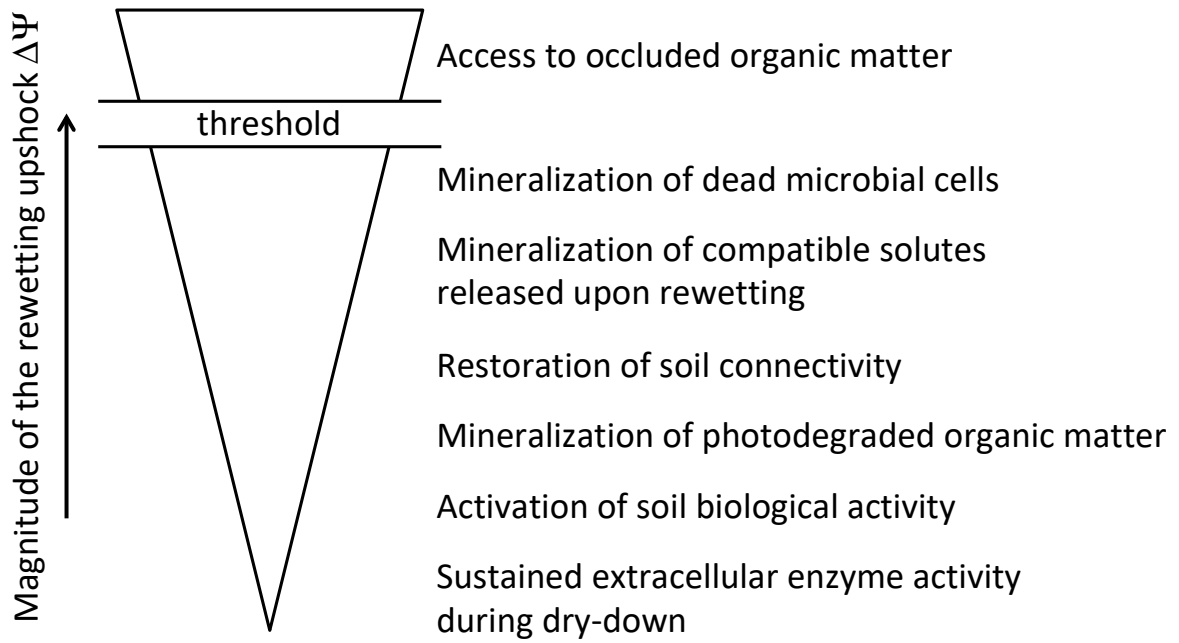 Magnitude of the rewetting upshock ΔΨ
Access to occluded organic matter
threshold
Mineralization of dead microbial cells
Mineralization of compatible solutes
released upon rewetting
Restoration of soil connectivity
Mineralization of photodegraded organic matter
Activation of soil biological activity
Sustained extracellular enzyme activity
during dry-down